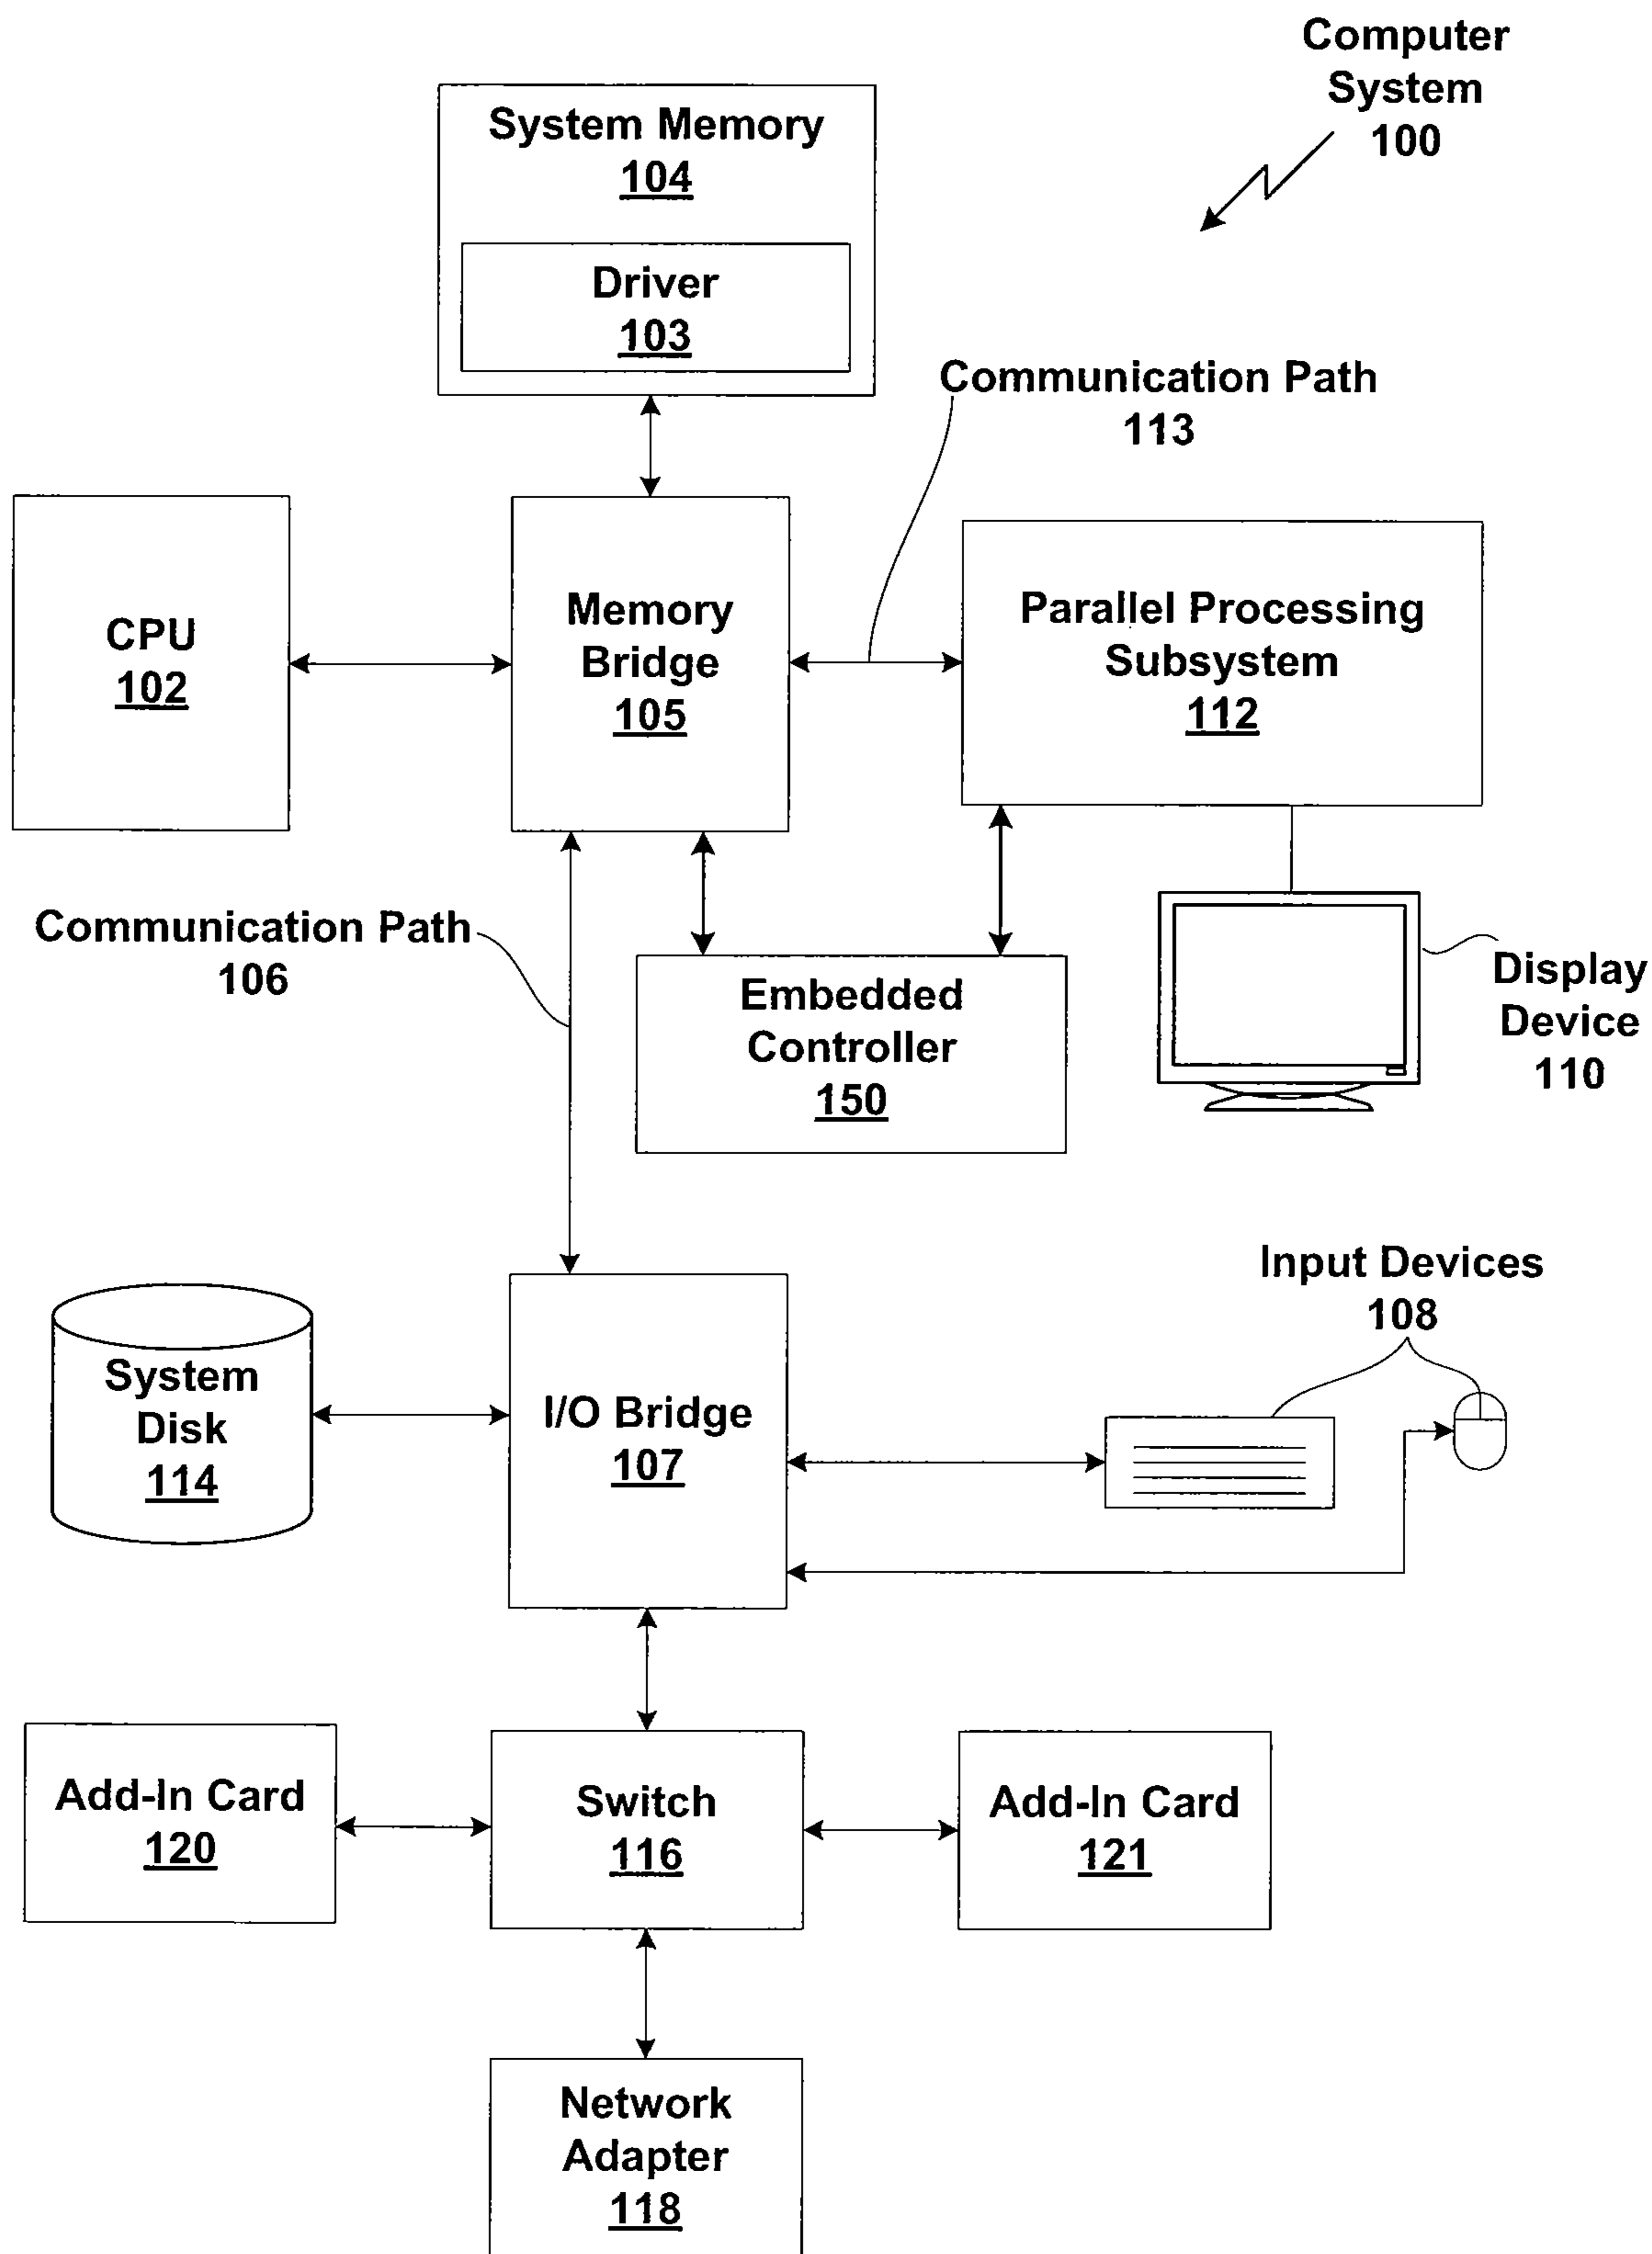 Computer
System
100
System Memory
104
Driver
103
Communication Path
113
CPU
102
Memory
Bridge
105
Parallel Processing
Subsystem
112
Communication Path
106
Embedded
Controller
150
Display
Device
110
Input Devices
108
System
Disk
114
I/O Bridge
107
Add-In Card
120
Switch
116
Add-In Card
121
Network
Adapter
118